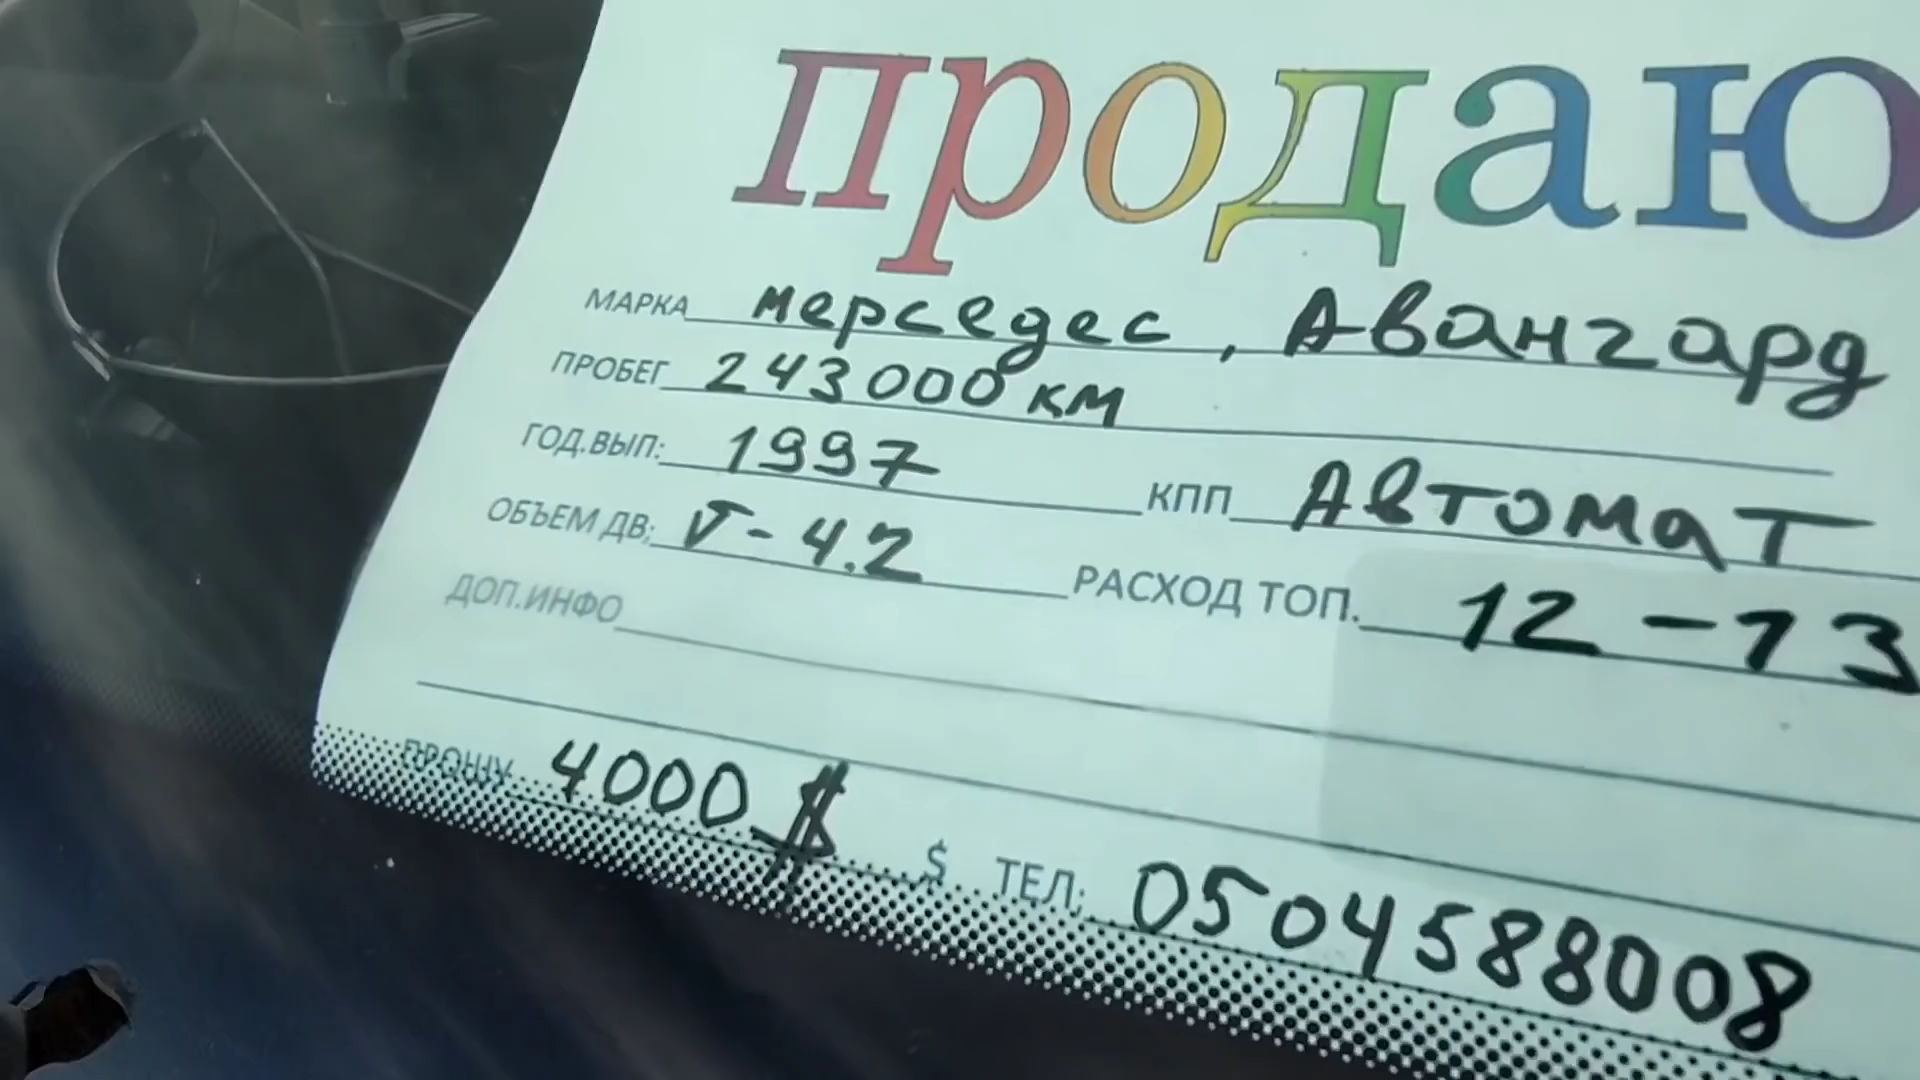 продаю
МАРКА мерседес, Авангард
ПРОБЕГ 243000 км
ГОД.ВЫП: 1997 КПП Автомат
ОБЪЕМ ДВ; V-4.2 РАСХОД ТОП. 12-13
ДОП.ИНФО
ПРОШУ 4000$ $ ТЕЛ; 0504588008